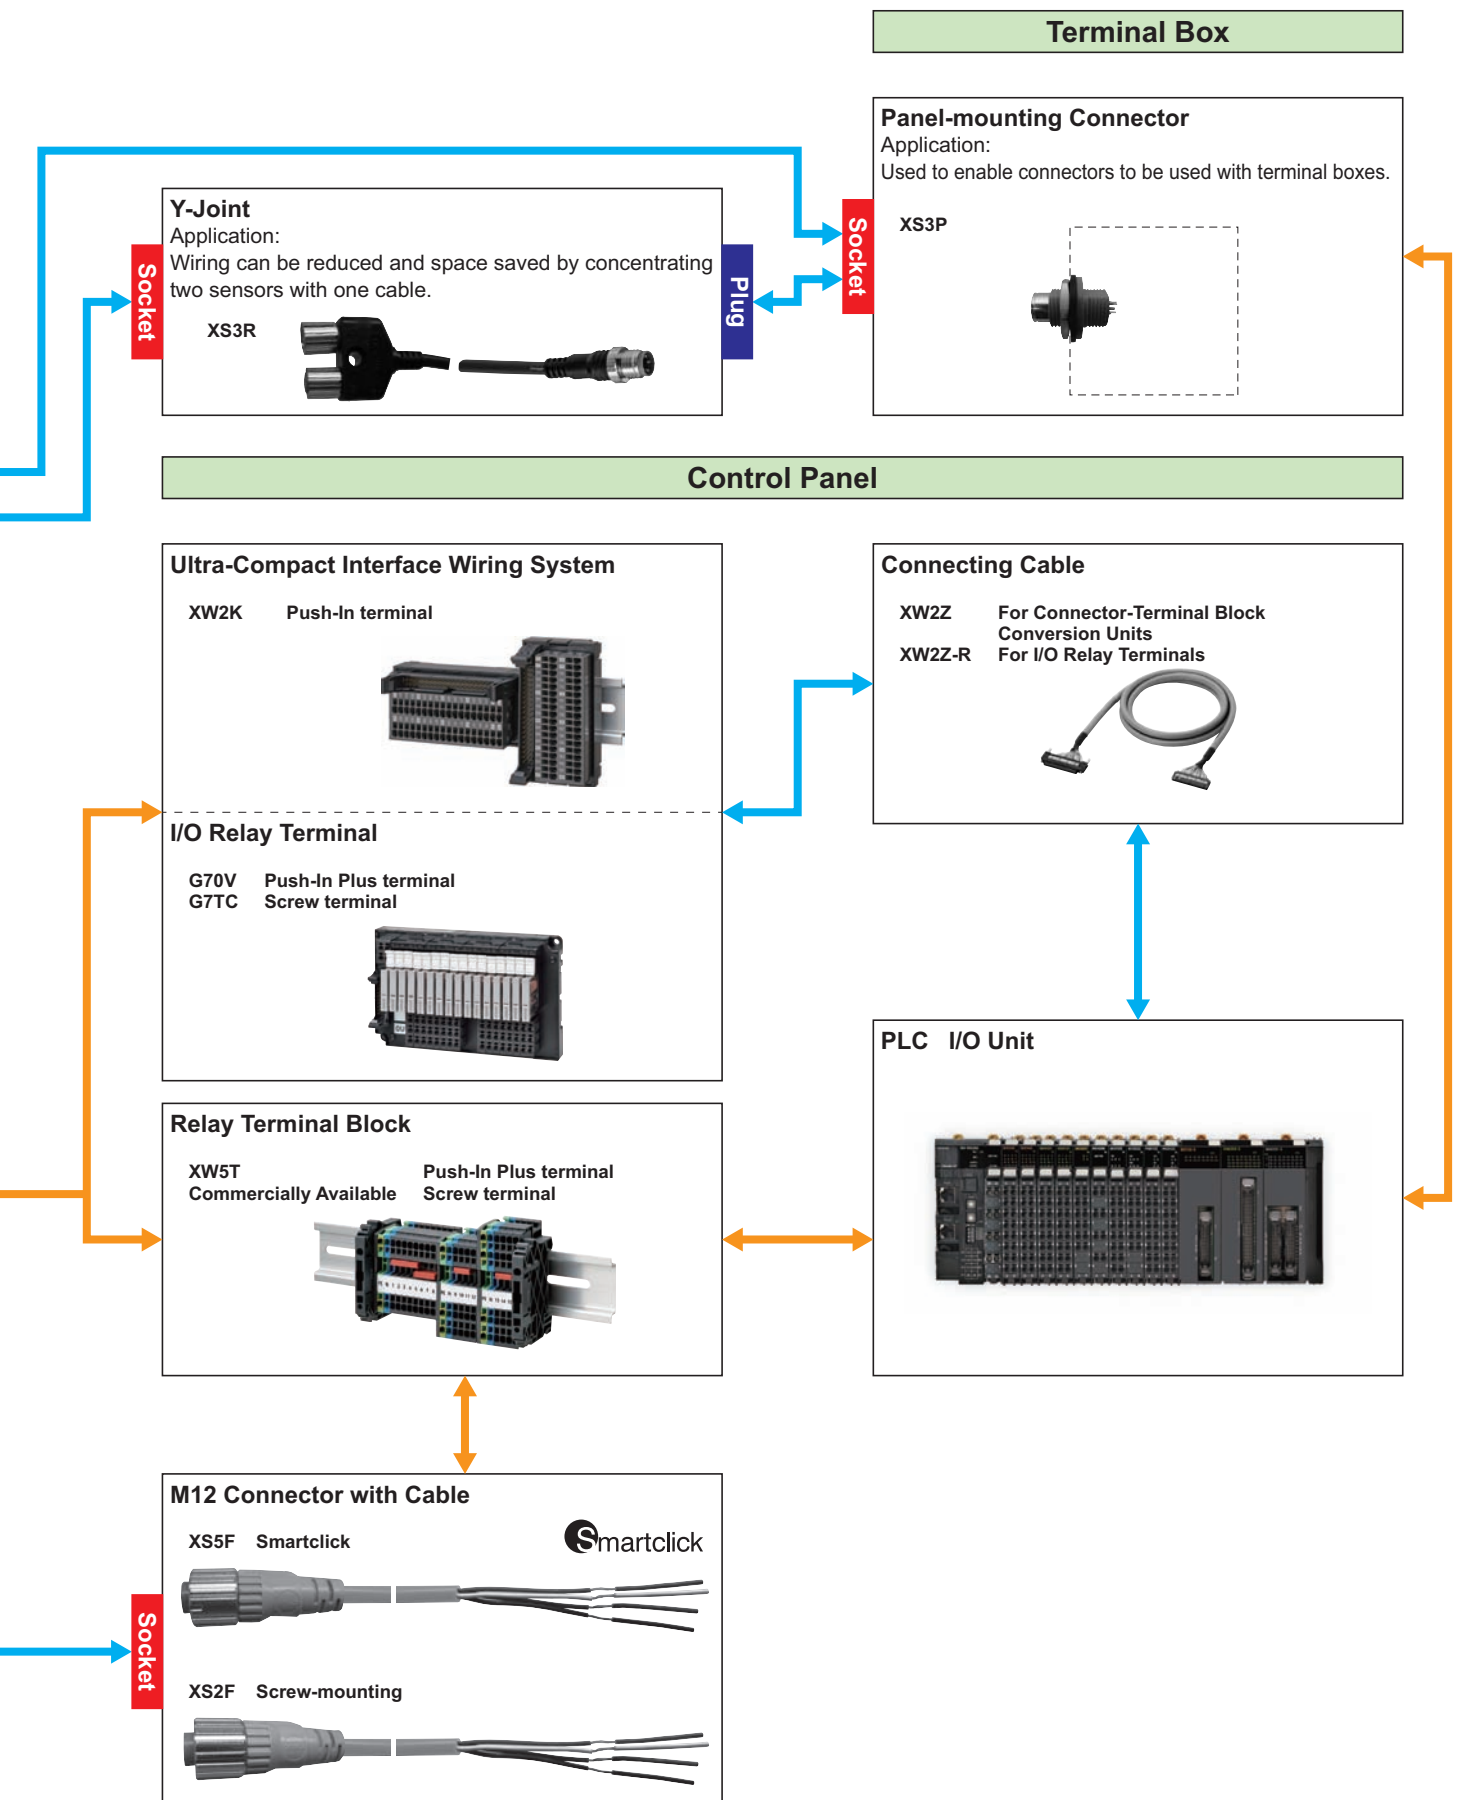 Terminal Box
Panel-mounting Connector
Application:
Used to enable connectors to be used with terminal boxes.
XS3P
Socket
Y-Joint
Application:
Wiring can be reduced and space saved by concentrating
two sensors with one cable.
XS3R
Socket
Plug
Control Panel
Ultra-Compact Interface Wiring System
XW2K Push-In terminal
I/O Relay Terminal
G70V Push-In Plus terminal
G7TC Screw terminal
Connecting Cable
XW2Z For Connector-Terminal Block
Conversion Units
XW2Z-R For I/O Relay Terminals
PLC I/O Unit
Relay Terminal Block
XW5T Push-In Plus terminal
Commercially Available Screw terminal
M12 Connector with Cable
XS5F Smartclick
Smartclick
Socket
XS2F Screw-mounting